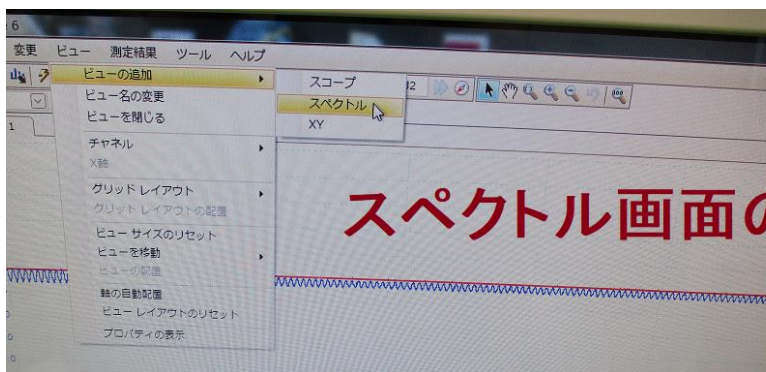 6
変更 ビュー 測定結果 ツール ヘルプ
ビューの追加
スコープ
32
ビュー名の変更
スペクトル
ビューを閉じる
XY
1
チャネル
X軸
グリッド レイアウト
グリット レイアウトの配置
スペクトル画面の
ビュー サイズのリセット
ビューを移動
ビューの配置
軸の自動配置
ビュー レイアウトのリセット
プロパティの表示